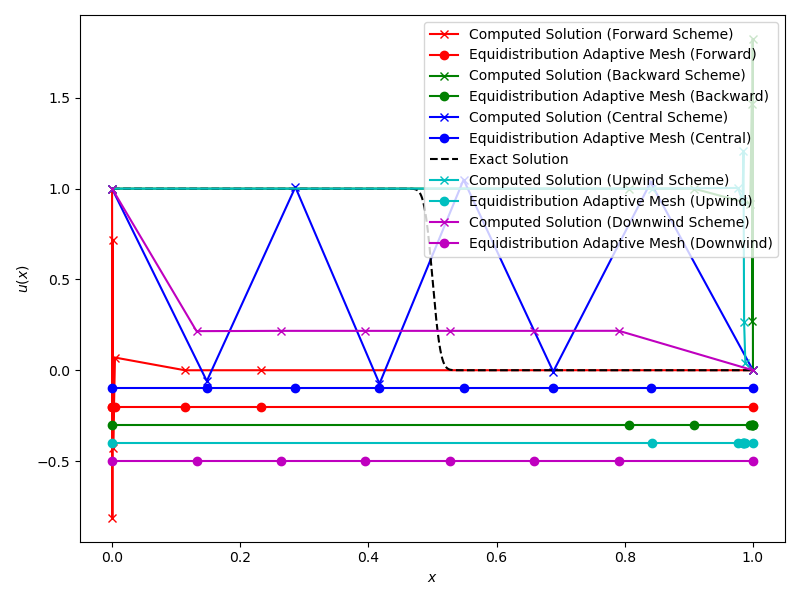 Computed Solution (Forward Scheme)
Equidistribution Adaptive Mesh (Forward)
Computed Solution (Backward Scheme)
Equidistribution Adaptive Mesh (Backward)
Computed Solution (Central Scheme)
Equidistribution Adaptive Mesh (Central)
Exact Solution
Computed Solution (Upwind Scheme)
Equidistribution Adaptive Mesh (Upwind)
Computed Solution (Downwind Scheme)
Equidistribution Adaptive Mesh (Downwind)
1.5
1.0
0.5
0.0
−0.5
u(x)
0.0 0.2 0.4 0.6 0.8 1.0
x